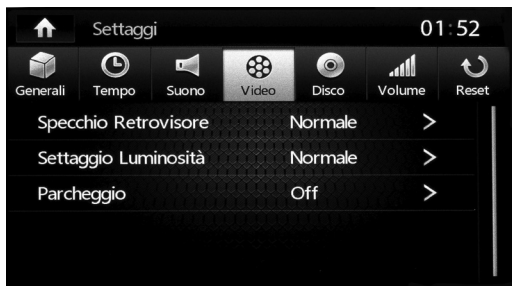 Settaggi 01:52
Generali Tempo Suono Video Disco Volume Reset
Specchio Retrovisore Normale >
Settaggio Luminosità Normale >
Parcheggio Off >